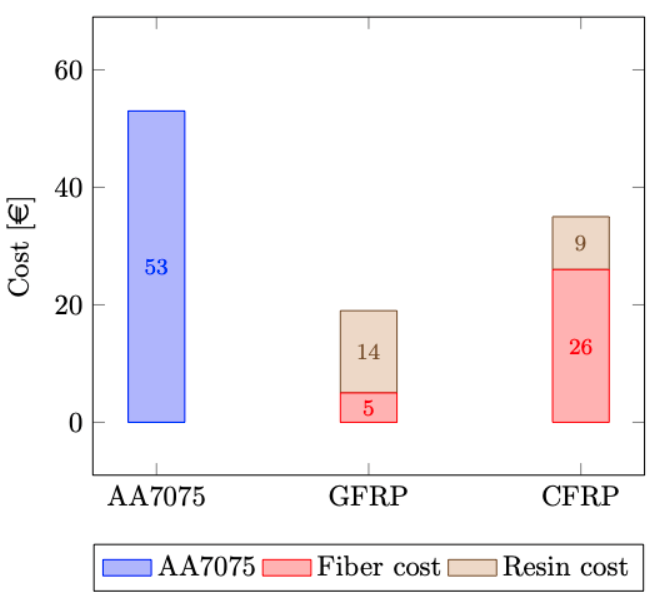 Cost [€]
60
40
20
0
53
14
5
9
26
AA7075
GFRP
CFRP
AA7075 Fiber cost Resin cost